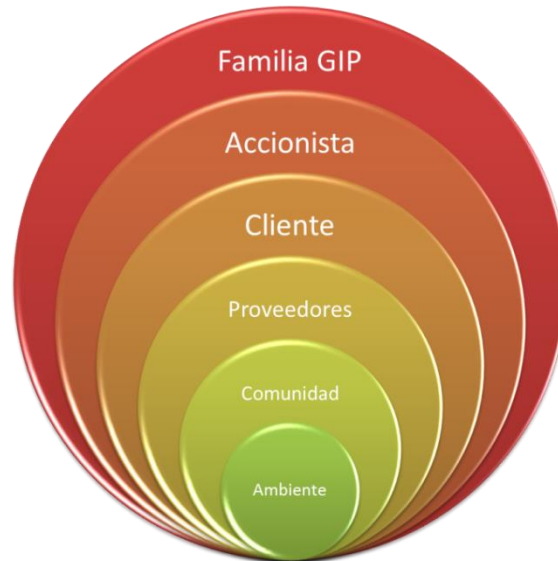 Familia GIP
Accionista
Cliente
Proveedores
Comunidad
Ambiente